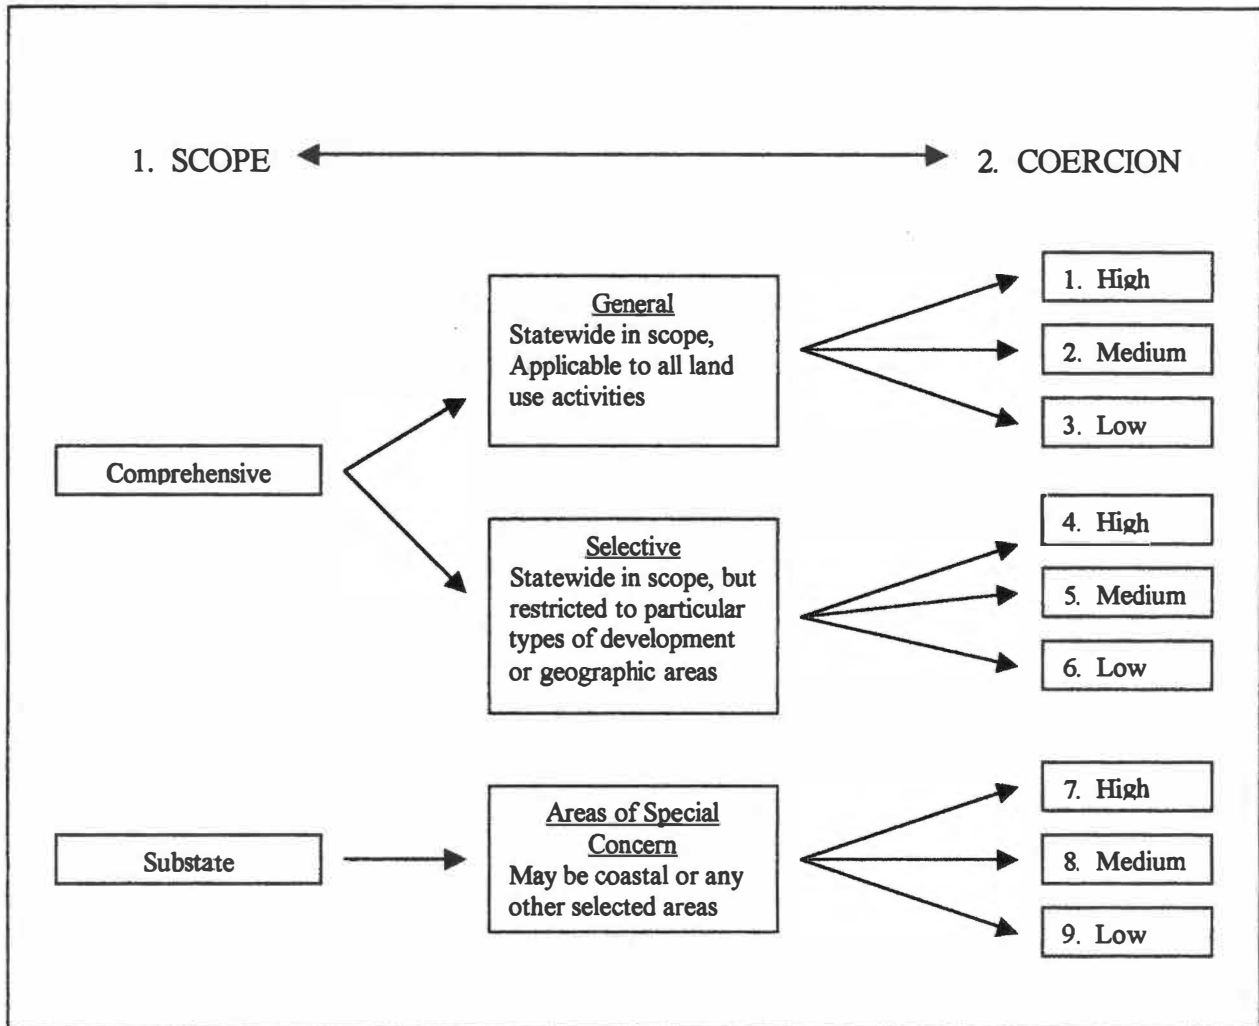 1. SCOPE
2. COERCION
General
Statewide in scope,
Applicable to all land
use activities
1. High
2. Medium
3. Low
Comprehensive
Selective
Statewide in scope, but
restricted to particular
types of development
or geographic areas
4. High
5. Medium
6. Low
Substate
Areas of Special
Concern
May be coastal or any
other selected areas
7. High
8. Medium
9. Low